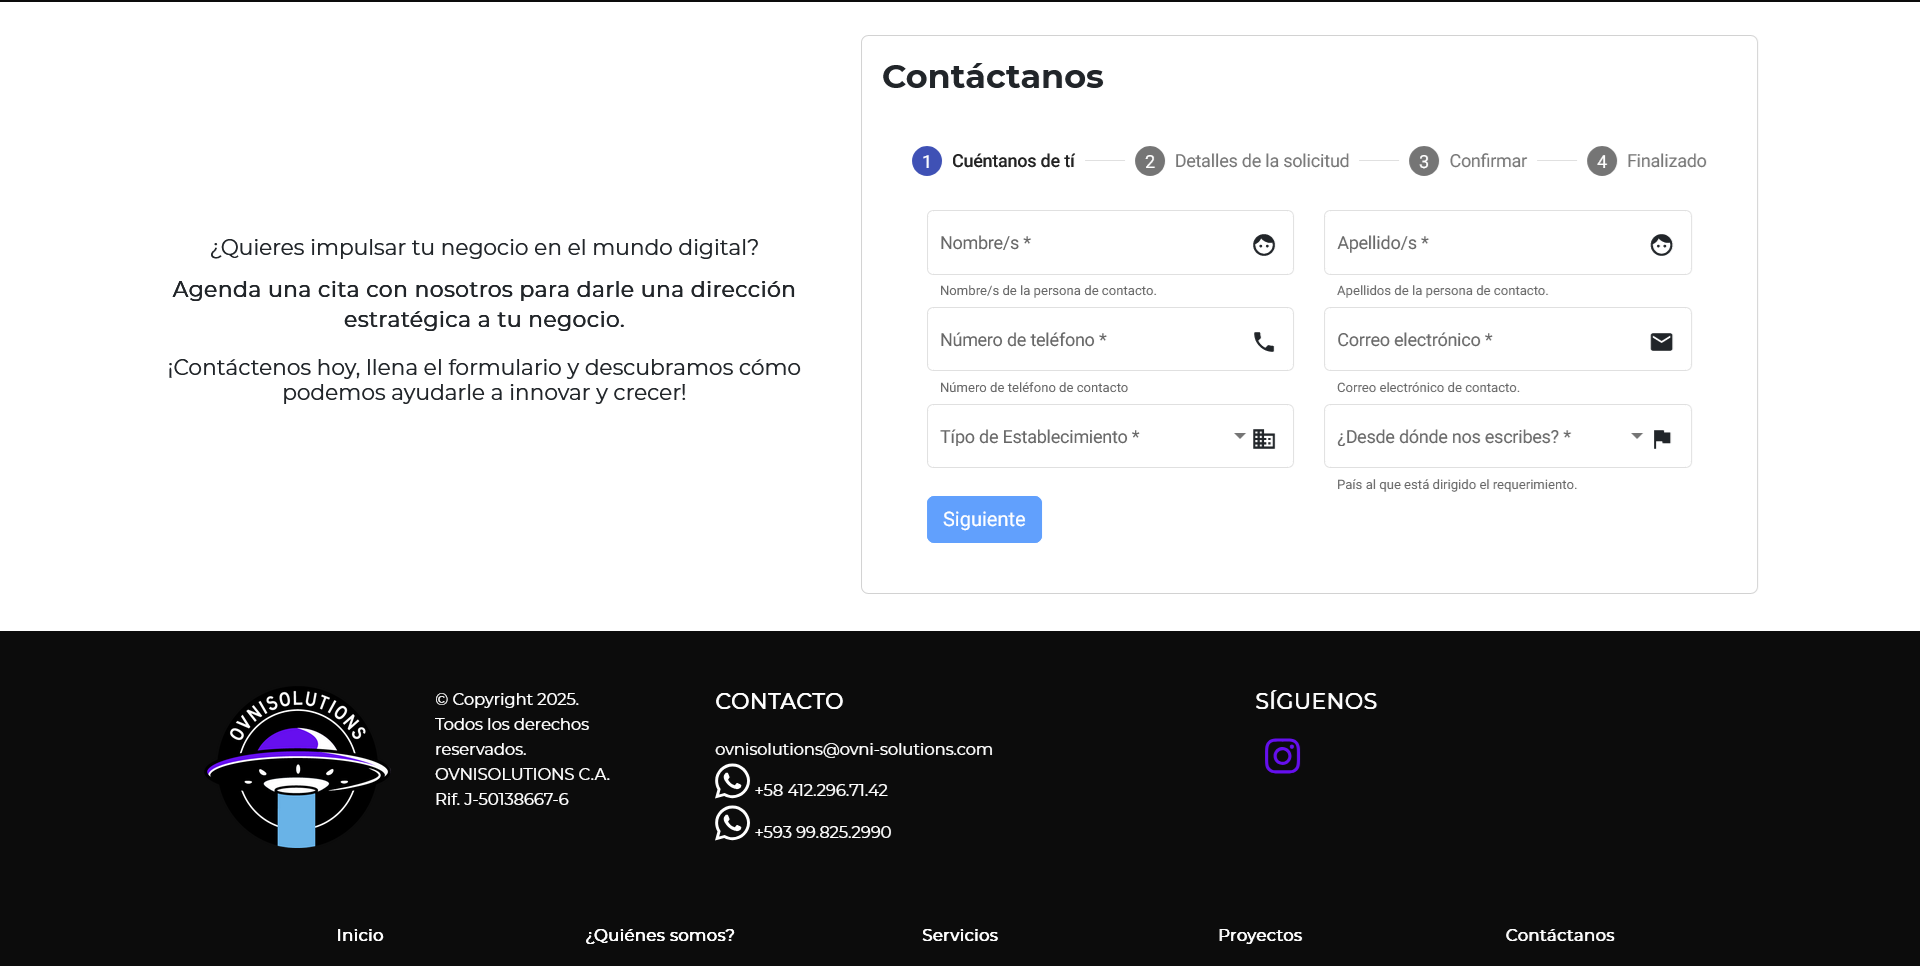 ¿Quieres impulsar tu negocio en el mundo digital?
Agenda una cita con nosotros para darle una dirección
estratégica a tu negocio.
¡Contáctenos hoy, llena el formulario y descubramos cómo
podemos ayudarle a innovar y crecer!
Contáctanos
1 Cuéntanos de tí
2 Detalles de la solicitud
3 Confirmar
4 Finalizado
Nombre/s *
Nombre/s de la persona de contacto.
Apellido/s *
Apellidos de la persona de contacto.
Número de teléfono *
Número de teléfono de contacto
Correo electrónico *
Correo electrónico de contacto.
Típo de Establecimiento *
¿Desde dónde nos escribes? *
País al que está dirigido el requerimiento.
Siguiente
OVNISOLUTIONS
© Copyright 2025.
Todos los derechos
reservados.
OVNISOLUTIONS C.A.
Rif. J-50138667-6
CONTACTO
ovnisolutions@ovni-solutions.com
+58 412.296.71.42
+593 99.825.2990
SÍGUENOS
Inicio
¿Quiénes somos?
Servicios
Proyectos
Contáctanos